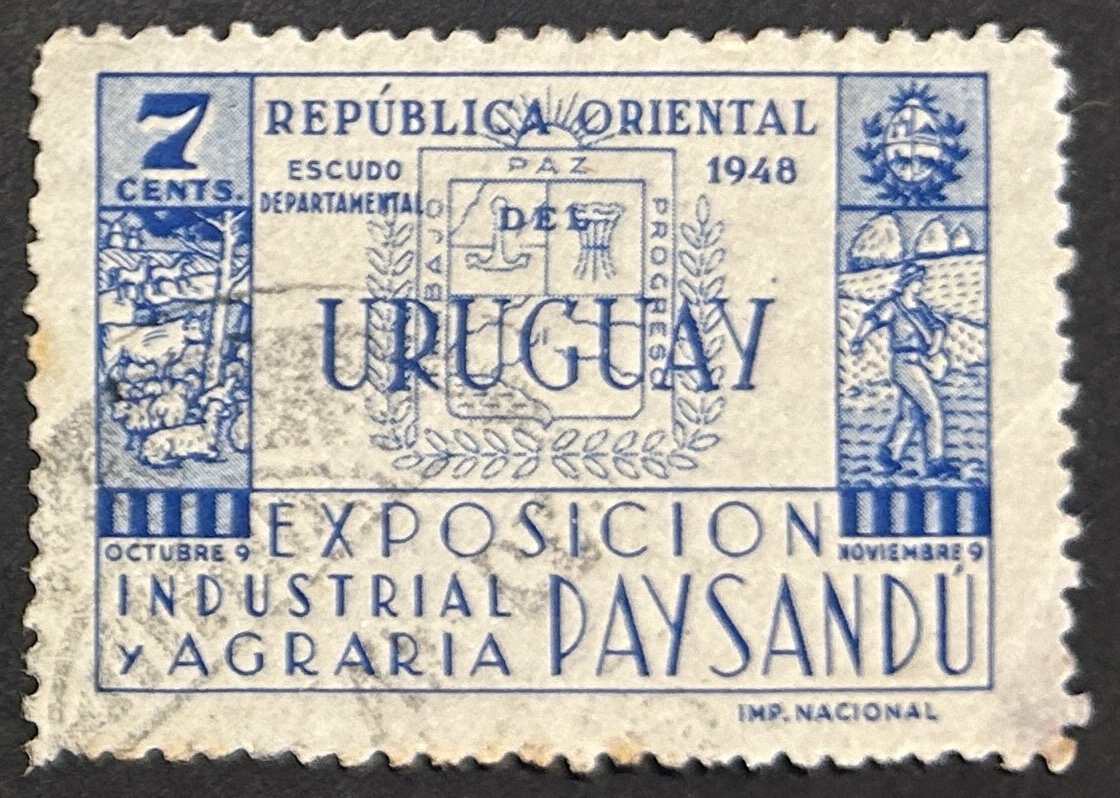 7
CENTS.
REPÚBLICA ORIENTAL
ESCUDO
DEPARTAMENTAL
1948
PAZ
BAJO
PROGRESO
DEL
URUGUAY
OCTUBRE 9
EXPOSICION
NOVIEMBRE 9
INDUSTRIAL
Y AGRARIA
PAYSANDÚ
IMP. NACIONAL